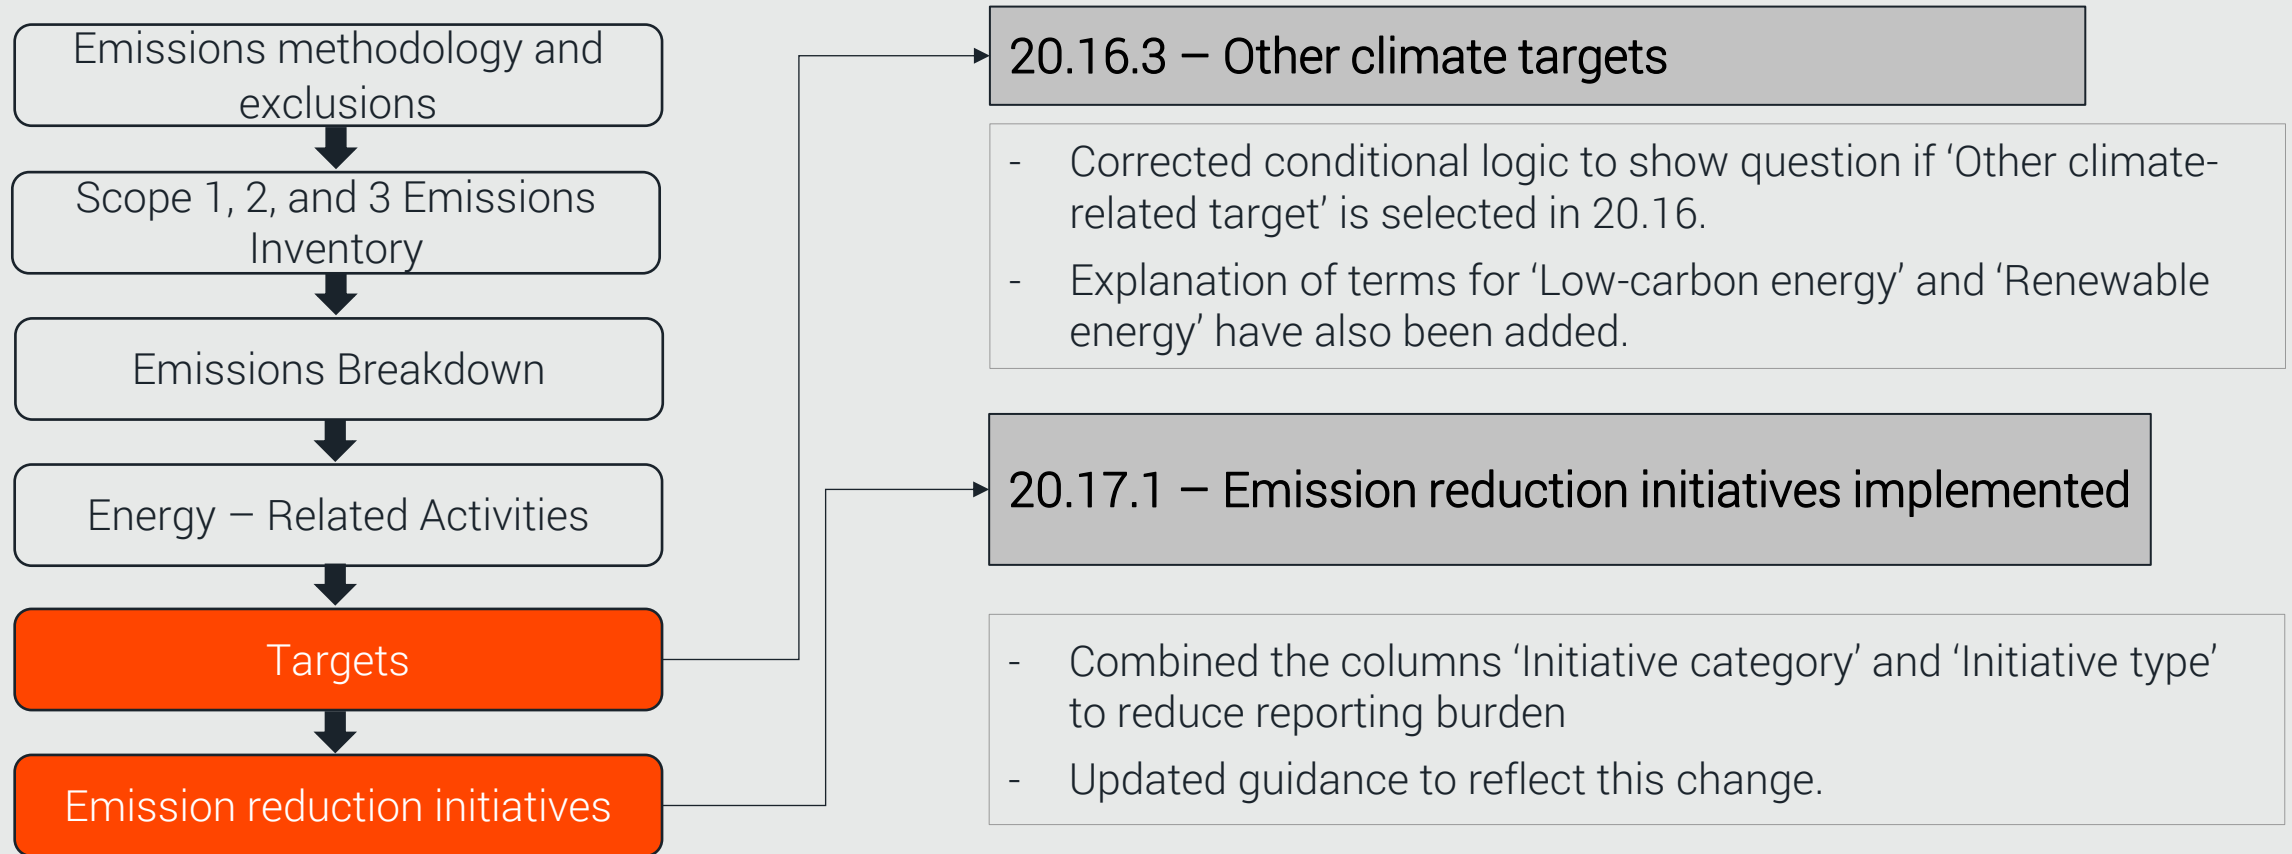 Emissions methodology and
exclusions
Scope 1, 2, and 3 Emissions
Inventory
Emissions Breakdown
Energy – Related Activities
Targets
Emission reduction initiatives
20.16.3 – Other climate targets
- Corrected conditional logic to show question if ‘Other climate-
related target’ is selected in 20.16.
- Explanation of terms for ‘Low-carbon energy’ and ‘Renewable
energy’ have also been added.
20.17.1 – Emission reduction initiatives implemented
- Combined the columns ‘Initiative category’ and ‘Initiative type’
to reduce reporting burden
- Updated guidance to reflect this change.